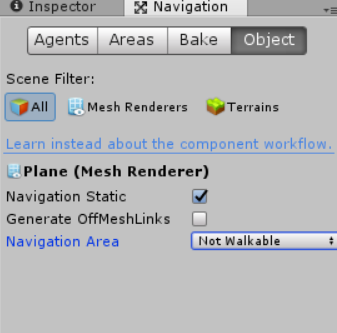 Inspector Navigation
Agents Areas Bake Object
Scene Filter:
All Mesh Renderers Terrains
Learn instead about the component workflow.
Plane (Mesh Renderer)
Navigation Static
Generate OffMeshLinks
Navigation Area Not Walkable